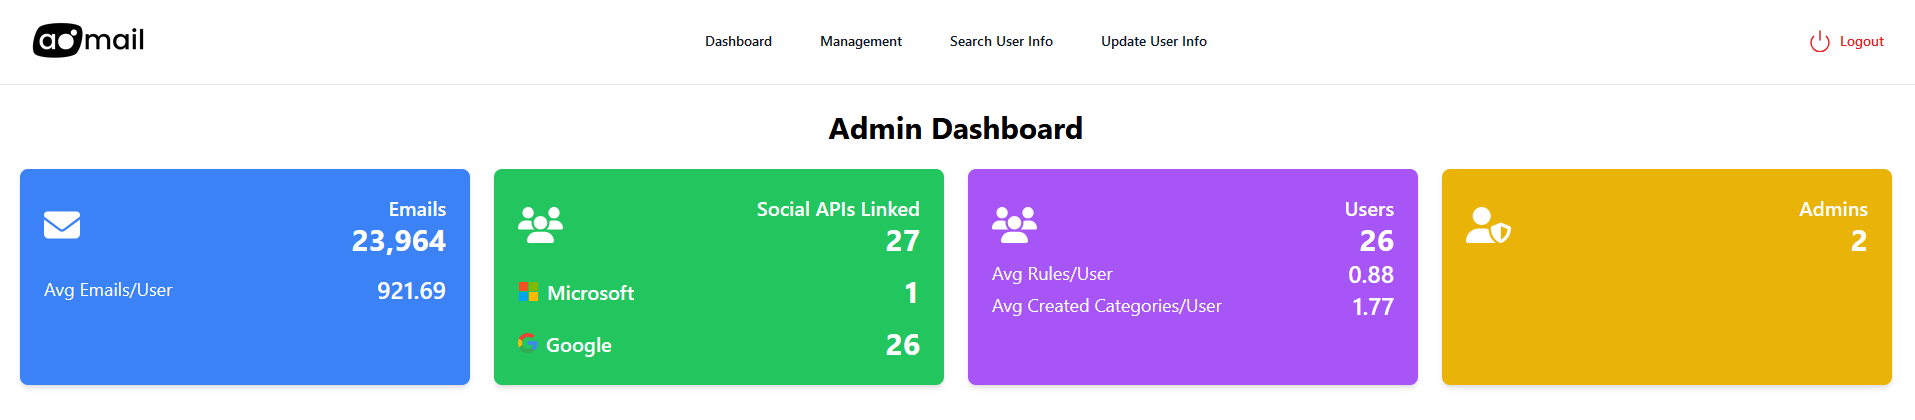 aomail
Dashboard
Management
Search User Info
Update User Info
Logout
Admin Dashboard
Emails
23,964
Avg Emails/User 921.69
Social APIs Linked
27
Microsoft 1
Google 26
Users
26
Avg Rules/User 0.88
Avg Created Categories/User 1.77
Admins
2